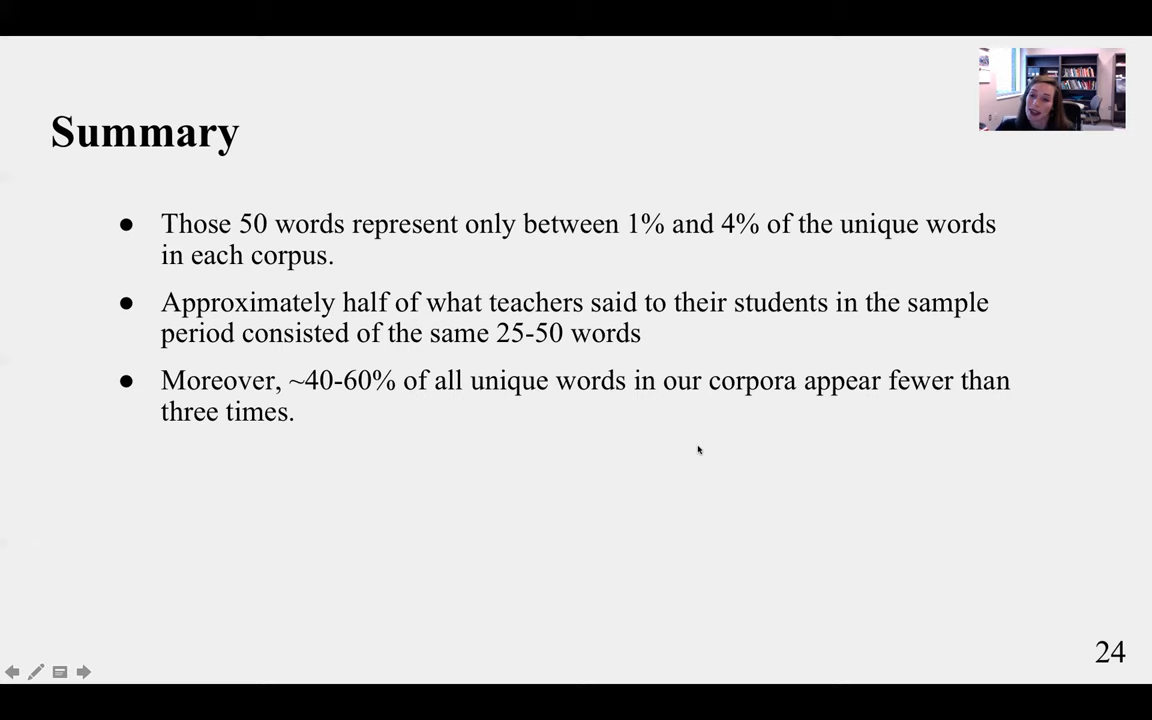 Summary
● Those 50 words represent only between 1% and 4% of the unique words
in each corpus.
● Approximately half of what teachers said to their students in the sample
period consisted of the same 25-50 words
● Moreover, ~40-60% of all unique words in our corpora appear fewer than
three times.
24